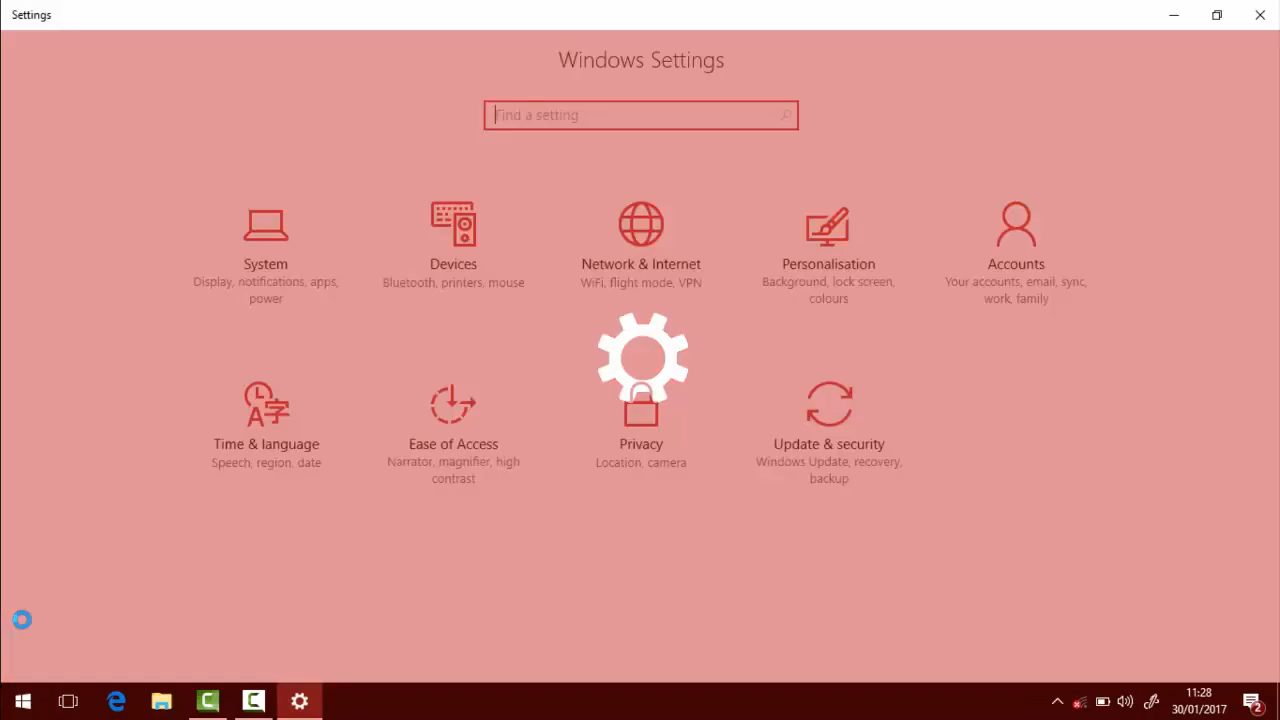 Settings
Windows Settings
Find a setting
System
Display, notifications, apps,
power
Devices
Bluetooth, printers, mouse
Network & Internet
WiFi, flight mode, VPN
Personalisation
Background, lock screen,
colours
Accounts
Your accounts, email, sync,
work, family
Time & language
Speech, region, date
Ease of Access
Narrator, magnifier, high
contrast
Privacy
Location, camera
Update & security
Windows Update, recovery,
backup
11:28
30/01/2017
2